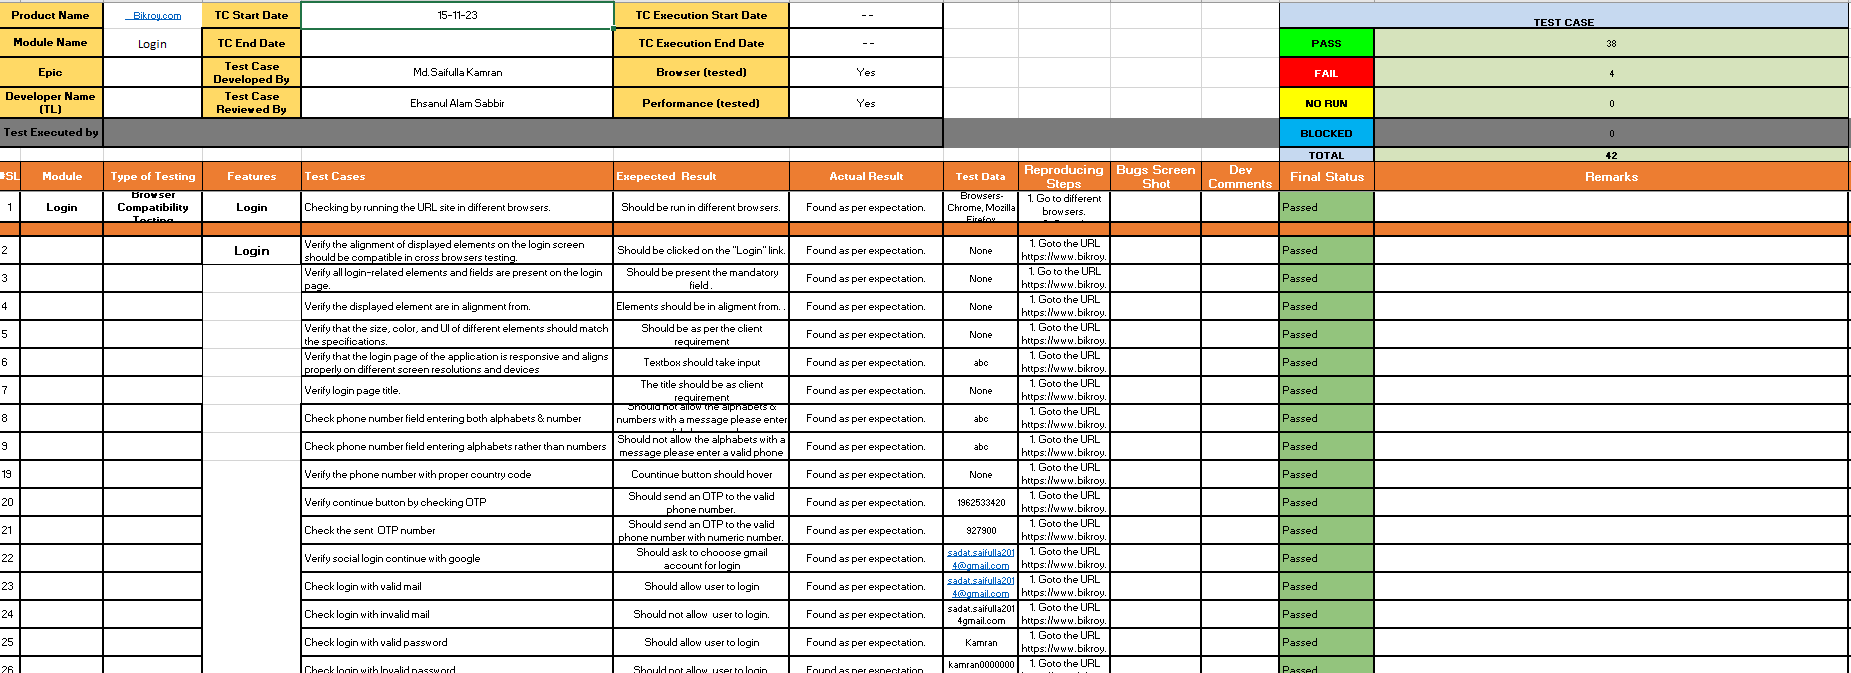 Product Name Bikroy.com TC Start Date 15-11-23 TC Execution Start Date -- TEST CASE
Module Name Login TC End Date TC Execution End Date -- PASS 38
Epic Test Case Developed By Md.Saifulla Kamran Browser (tested) Yes FAIL 4
Developer Name (TL) Test Case Reviewed By Ehsanul Alam Sabbir Performance (tested) Yes NO RUN 0
Test Executed by BLOCKED 0
TOTAL 42
#SL Module Type of Testing Features Test Cases Exepected Result Actual Result Test Data Reproducing Steps Bugs Screen Shot Dev Comments Final Status Remarks
1 Login Browser Compatibility Testing Login Checking by running the URL site in different browsers. Should be run in different browsers. Found as per expectation. Browsers- Chrome, Mozilla Firefox 1. Go to different browsers. Passed
2 Login Verify the alignment of displayed elements on the login screen should be compatible in cross browsers testing. Should be clicked on the "Login" link. Found as per expectation. None 1. Goto the URL https://www.bikroy. Passed
3 Verify all login-related elements and fields are present on the login page. Should be present the mandatory field . Found as per expectation. None 1. Go to the URL https://www.bikroy. Passed
4 Verify the displayed element are in alignment from. Elements should be in aligment from. . Found as per expectation. None 1. Goto the URL https://www.bikroy. Passed
5 Verify that the size, color, and UI of different elements should match the specifications. Should be as per the client requirement Found as per expectation. None 1. Goto the URL https://www.bikroy. Passed
6 Verify that the login page of the application is responsive and aligns properly on different screen resolutions and devices Textbox should take input Found as per expectation. abc 1. Goto the URL https://www.bikroy. Passed
7 Verify login page title. The title should be as client requirement Found as per expectation. None 1. Goto the URL https://www.bikroy. Passed
8 Check phone number field entering both alphabets & number Should not allow the alphabets & numbers with a message please enter Found as per expectation. abc 1. Goto the URL https://www.bikroy. Passed
9 Check phone number field entering alphabets rather than numbers Should not allow the alphabets with a message please enter a valid phone Found as per expectation. abc 1. Goto the URL https://www.bikroy. Passed
19 Verify the phone number with proper country code Countinue button should hover Found as per expectation. None 1. Goto the URL https://www.bikroy. Passed
20 Verify continue button by checking OTP Should send an OTP to the valid phone number. Found as per expectation. 1962533420 1. Goto the URL https://www.bikroy. Passed
21 Check the sent OTP number Should send an OTP to the valid phone number with numeric number. Found as per expectation. 927900 1. Goto the URL https://www.bikroy. Passed
22 Verify social login continue with google Should ask to chooose gmail account for login Found as per expectation. sadat.saifulla2014@gmail.com 1. Goto the URL https://www.bikroy. Passed
23 Check login with valid mail Should allow user to login Found as per expectation. sadat.saifulla2014@gmail.com 1. Goto the URL https://www.bikroy. Passed
24 Check login with invalid mail Should not allow user to login. Found as per expectation. sadat.saifulla2014gmail.com 1. Goto the URL https://www.bikroy. Passed
25 Check login with valid password Should allow user to login Found as per expectation. Kamran 1. Goto the URL https://www.bikroy. Passed
26 Check login with Invalid password Should not allow user to login Found as per expectation. kamran0000000 1. Goto the URL Passed